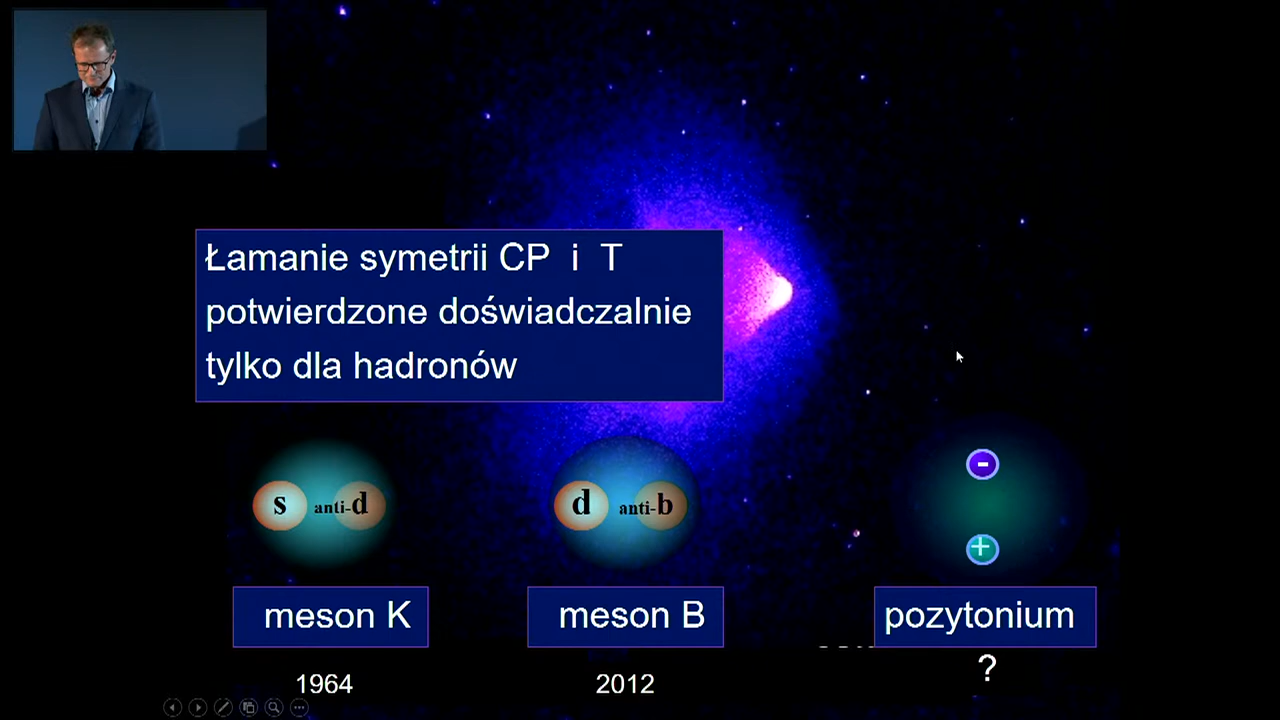 Łamanie symetrii CP i T
potwierdzone doświadczalnie
tylko dla hadronów
s anti-d
d anti-b
-
+
meson K
meson B
pozytonium
1964
2012
?